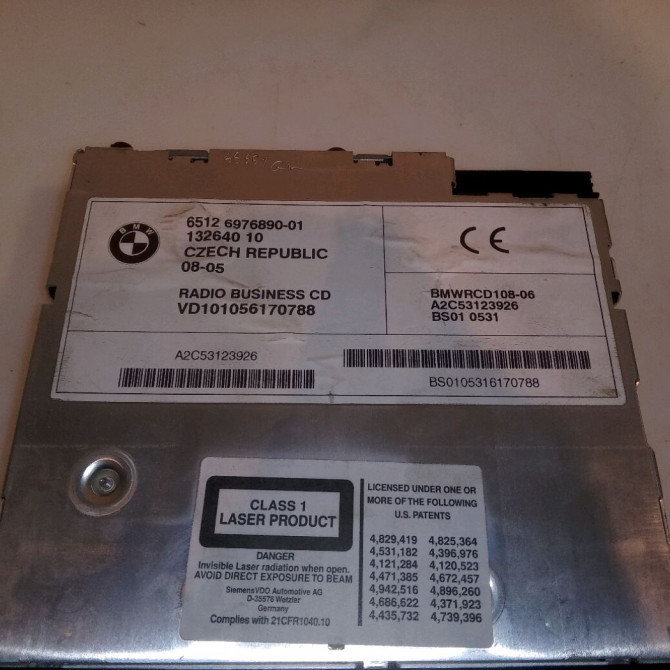 BMW
6512 6976890-01
132640 10
CZECH REPUBLIC
08-05
RADIO BUSINESS CD
VD101056170788
CE
BMWRCD108-06
A2C53123926
BS01 0531
A2C53123926
BS0105316170788
CLASS 1
LASER PRODUCT
DANGER
Invisible Laser radiation when open.
AVOID DIRECT EXPOSURE TO BEAM
SiemensVDO Automotive AG
D-35578 Wetzlar
Germany
Complies with 21CFR1040.10
LICENSED UNDER ONE OR
MORE OF THE FOLLOWING
U.S. PATENTS
4,829,419 4,825,364
4,531,182 4,396,976
4,121,284 4,120,523
4,471,385 4,672,457
4,942,516 4,896,260
4,686,622 4,371,923
4,435,732 4,739,396